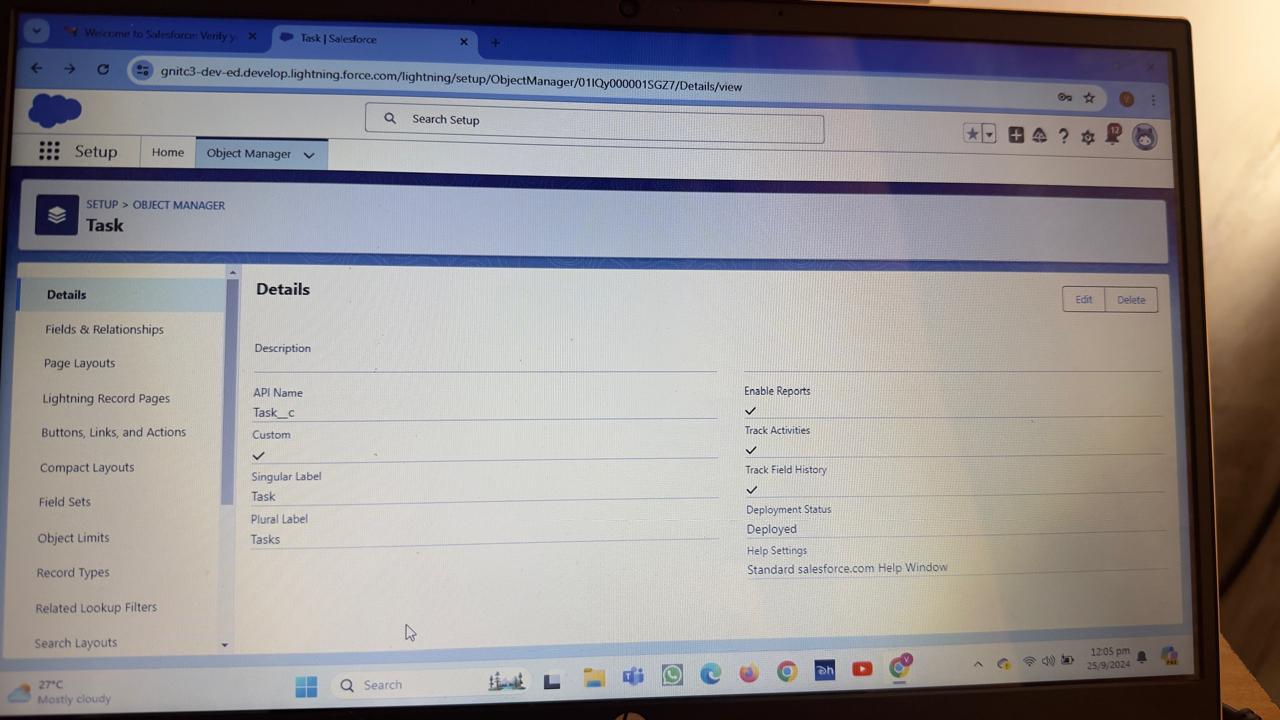 Welcome to Salesforce: Verify y
Task | Salesforce
gnitc3-dev-ed.develop.lightning.force.com/lightning/setup/ObjectManager/01IQy000001SGZ7/Details/view
Search Setup
12
Setup
Home
Object Manager
SETUP > OBJECT MANAGER
Task
Details
Fields & Relationships
Page Layouts
Lightning Record Pages
Buttons, Links, and Actions
Compact Layouts
Field Sets
Object Limits
Record Types
Related Lookup Filters
Search Layouts
Details
Edit
Delete
Description
API Name
Task__c
Custom
Singular Label
Task
Plural Label
Tasks
Enable Reports
Track Activities
Track Field History
Deployment Status
Deployed
Help Settings
Standard salesforce.com Help Window
27°C
Mostly cloudy
Search
12:05 pm
25/9/2024